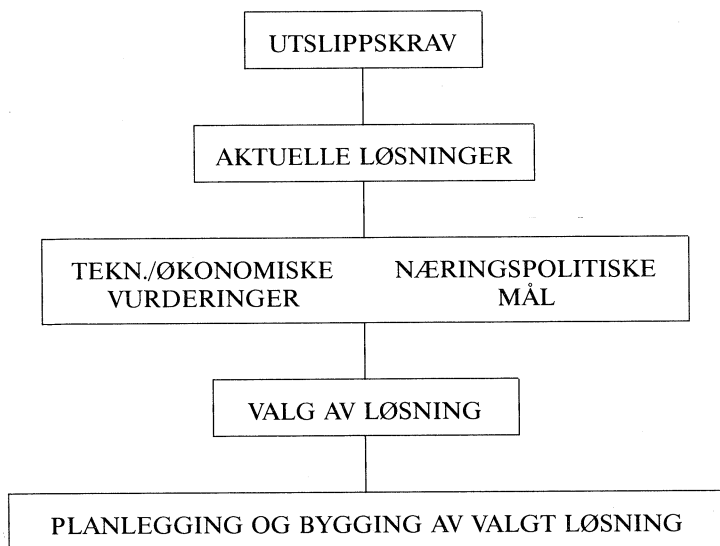 UTSLIPPSKRAV
AKTUELLE LØSNINGER
TEKN./ØKONOMISKE
VURDERINGER
NÆRINGSPOLITISKE
MÅL
VALG AV LØSNING
PLANLEGGING OG BYGGING AV VALGT LØSNING